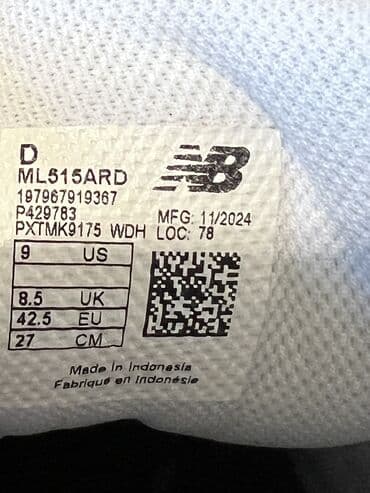 D
ML515ARD
NB
197967919367
P429783
MFG: 11/2024
PXTMK9175 WDH LOC: 78
9 US
8.5 UK
42.5 EU
27 CM
Made in Indonesia
Fabriqué en Indonésie